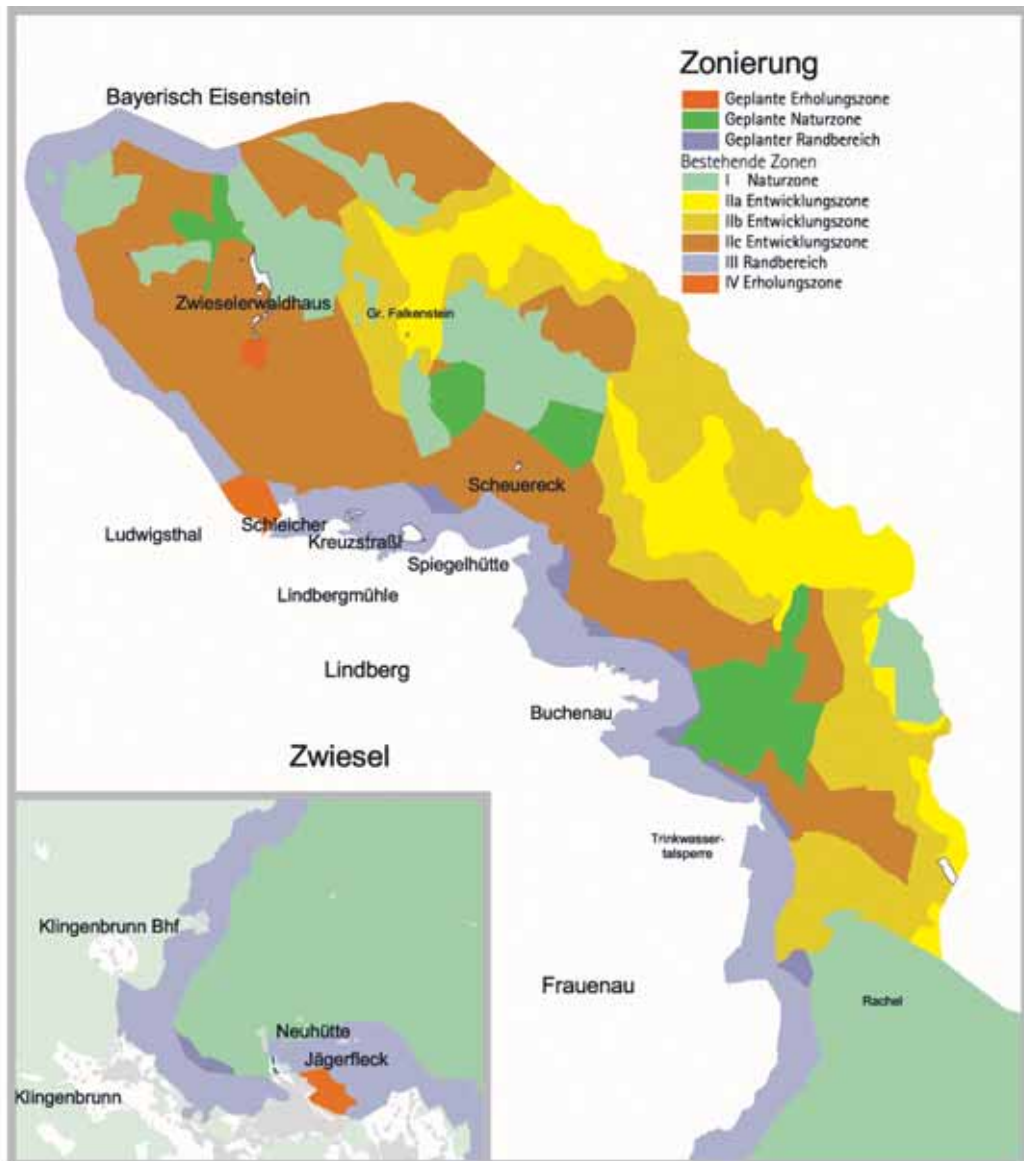 Zonierung
Geplante Erholungszone
Geplante Naturzone
Geplanter Randbereich
Bestehende Zonen
I Naturzone
IIa Entwicklungszone
IIb Entwicklungszone
IIc Entwicklungszone
III Randbereich
IV Erholungszone
Bayerisch Eisenstein
Zwieselerwaldhaus
Gr. Falkenstein
Scheuereck
Ludwigsthal
Schleicher
Kreuzstraßl
Spiegelhütte
Lindbergmühle
Lindberg
Buchenau
Zwiesel
Trinkwasser-
talsperre
Frauenau
Rachel
Klingenbrunn Bhf
Neuhütte
Jägerfleck
Klingenbrunn